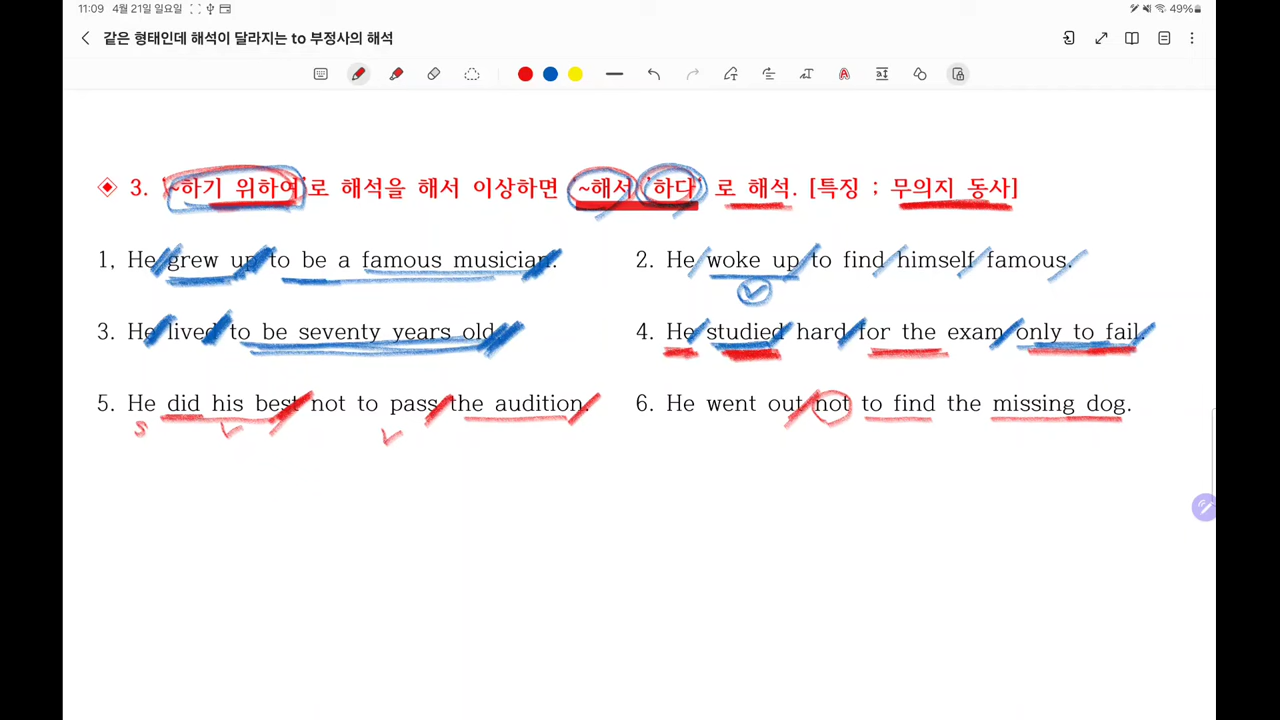 11:09 4월 21일 일요일 49%
같은 형태인데 해석이 달라지는 to 부정사의 해석
◈ 3. '~하기 위하여'로 해석을 해서 이상하면 '~해서 '하다' 로 해석. [특징 ; 무의지 동사]
1, He grew up to be a famous musician. 2. He woke up to find himself famous.
3. He lived to be seventy years old. 4. He studied hard for the exam only to fail.
5. He did his best not to pass the audition. 6. He went out not to find the missing dog.
s v v